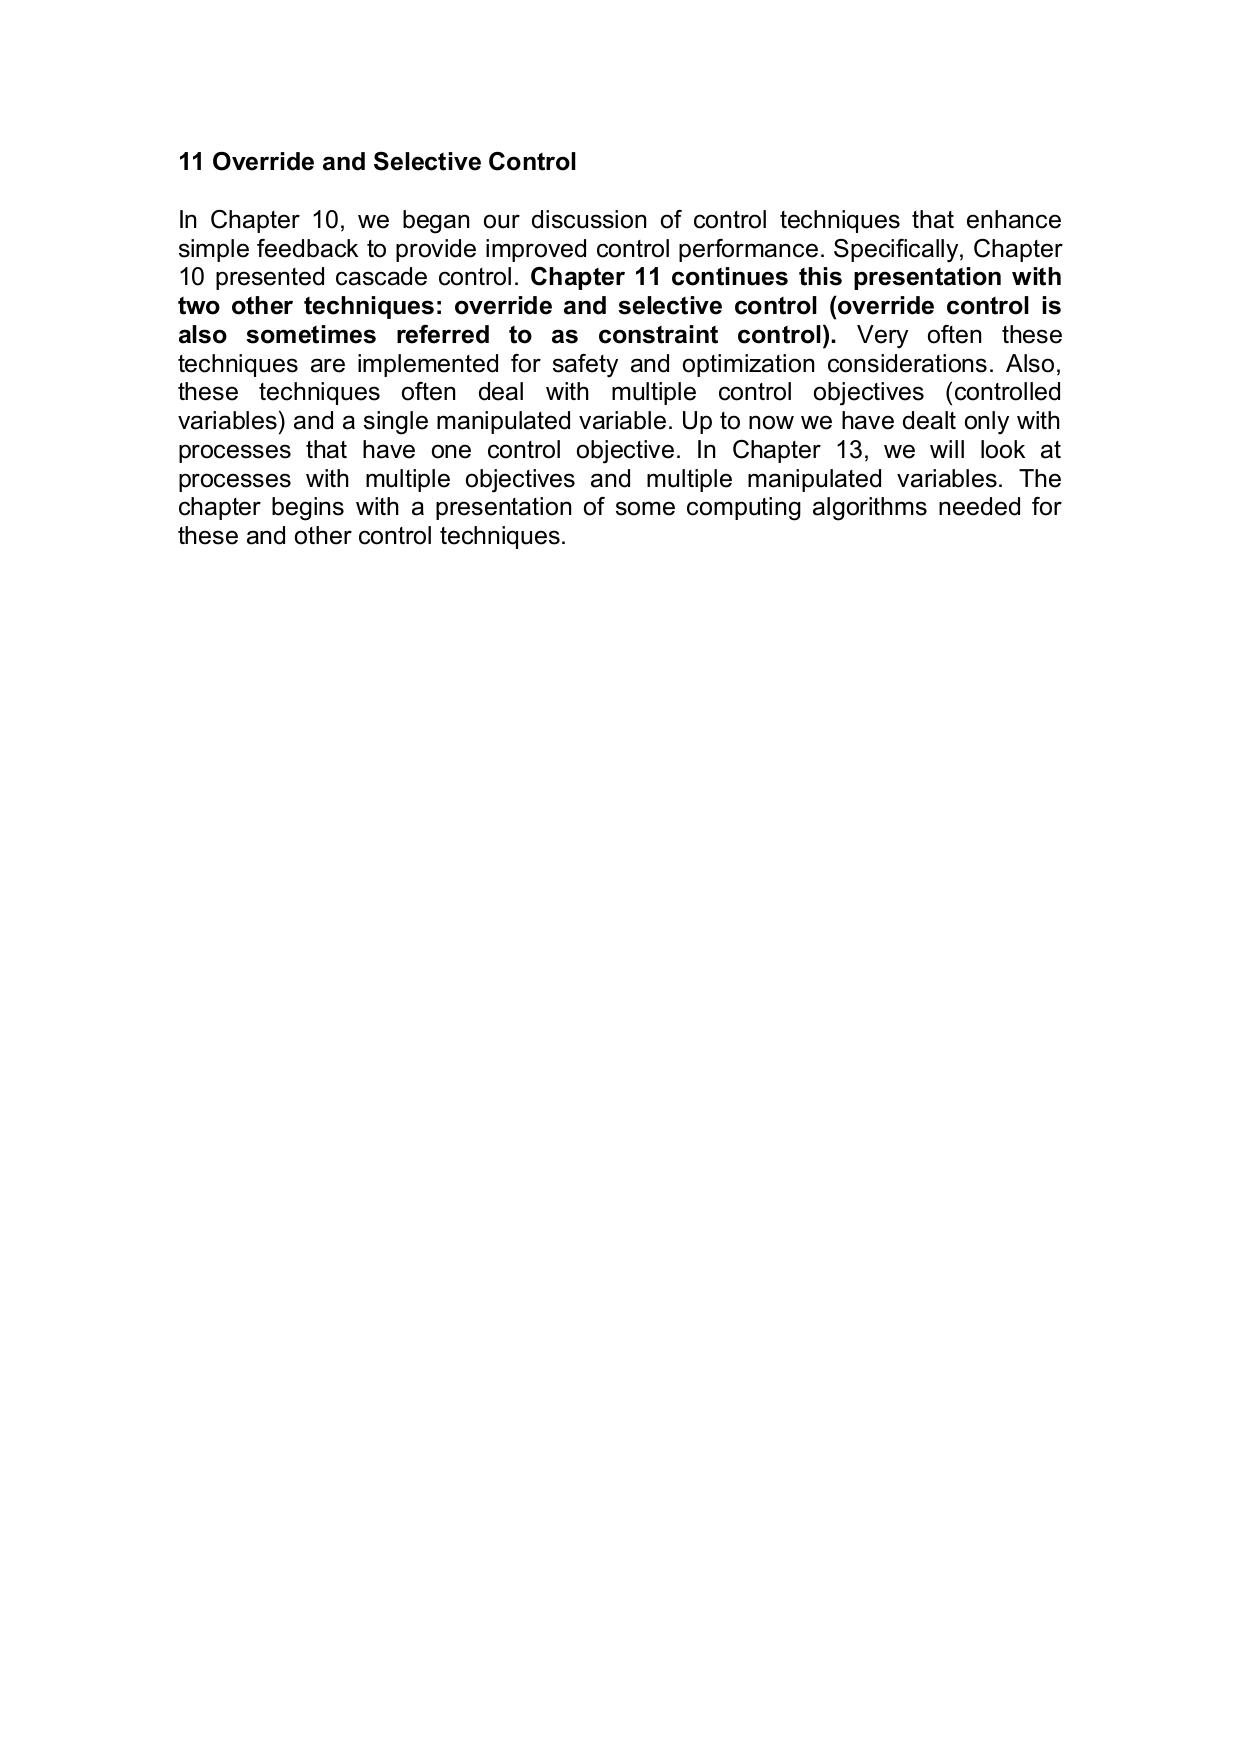 11 Override and Selective Control
In Chapter 10, we began our discussion of control techniques that enhance
simple feedback to provide improved control performance. Specifically, Chapter
10 presented cascade control. Chapter 11 continues this presentation with
two other techniques: override and selective control (override control is
also sometimes referred to as constraint control). Very often these
techniques are implemented for safety and optimization considerations. Also,
these techniques often deal with multiple control objectives (controlled
variables) and a single manipulated variable. Up to now we have dealt only with
processes that have one control objective. In Chapter 13, we will look at
processes with multiple objectives and multiple manipulated variables. The
chapter begins with a presentation of some computing algorithms needed for
these and other control techniques.